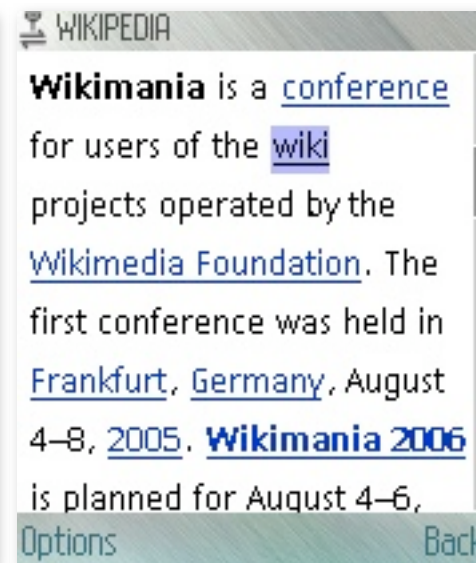 WIKIPEDIA
Wikimania is a conference
for users of the wiki
projects operated by the
Wikimedia Foundation. The
first conference was held in
Frankfurt, Germany, August
4–8, 2005. Wikimania 2006
is planned for August 4–6,
Options Back